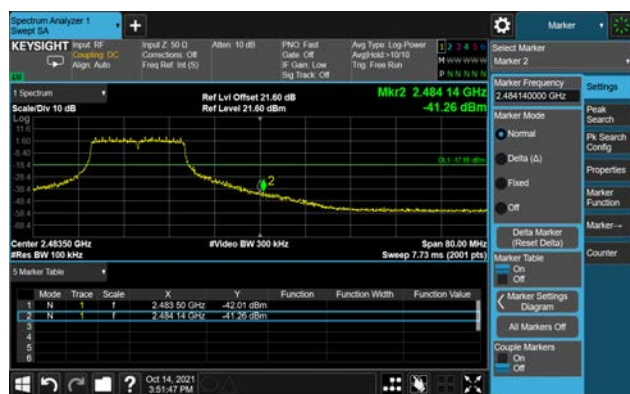 Spectrum Analyzer 1
Swept SA
Marker
KEYSIGHT
Input: RF
Coupling: DC
Align: Auto
Input Z: 50 Ω
Corrections: Off
Freq Ref: Int (S)
Atten: 10 dB
PNO: Fast
Gate: Off
IF Gain: Low
Sig Track: Off
Avg Type: Log-Power
Avg|Hold:>10/10
Trig: Free Run
1 2 3 4 5 6
M W W W W W
P N N N N N
Select Marker
Marker 2
1 Spectrum
Scale/Div 10 dB
Log
Ref Lvl Offset 21.60 dB
Ref Level 21.60 dBm
Mkr2 2.484 14 GHz
-41.26 dBm
11.6
1.60
-8.40
-18.4
-28.4
-38.4
-48.4
-58.4
-68.4
2
Center 2.48350 GHz
#Res BW 100 kHz
#Video BW 300 kHz
Span 80.00 MHz
Sweep 7.73 ms (2001 pts)
5 Marker Table
Mode Trace Scale X Y Function Function Width Function Value
1 N 1 f 2.483 50 GHz -42.01 dBm
2 N 1 f 2.484 14 GHz -41.26 dBm
3
4
5
6
Marker Frequency
2.484140000 GHz
Marker Mode
Normal
Delta (Δ)
Fixed
Off
Delta Marker
(Reset Delta)
Marker Table
On
Off
Marker Settings
Diagram
All Markers Off
Couple Markers
On
Off
Settings
Peak
Search
Pk Search
Config
Properties
Marker
Function
Marker→
Counter
?
Oct 14, 2021
3:51:47 PM